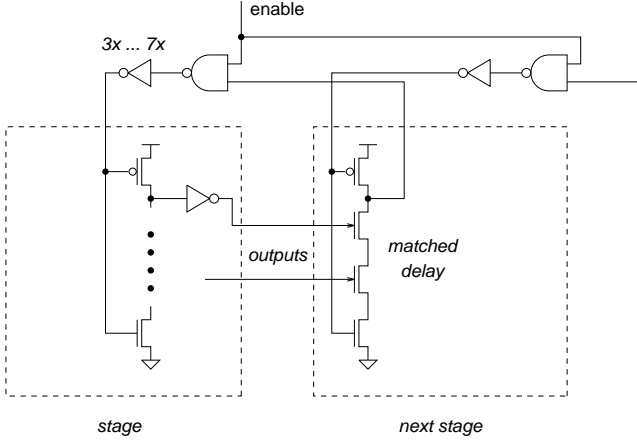 enable
3x ... 7x
outputs
matched
delay
stage
next stage